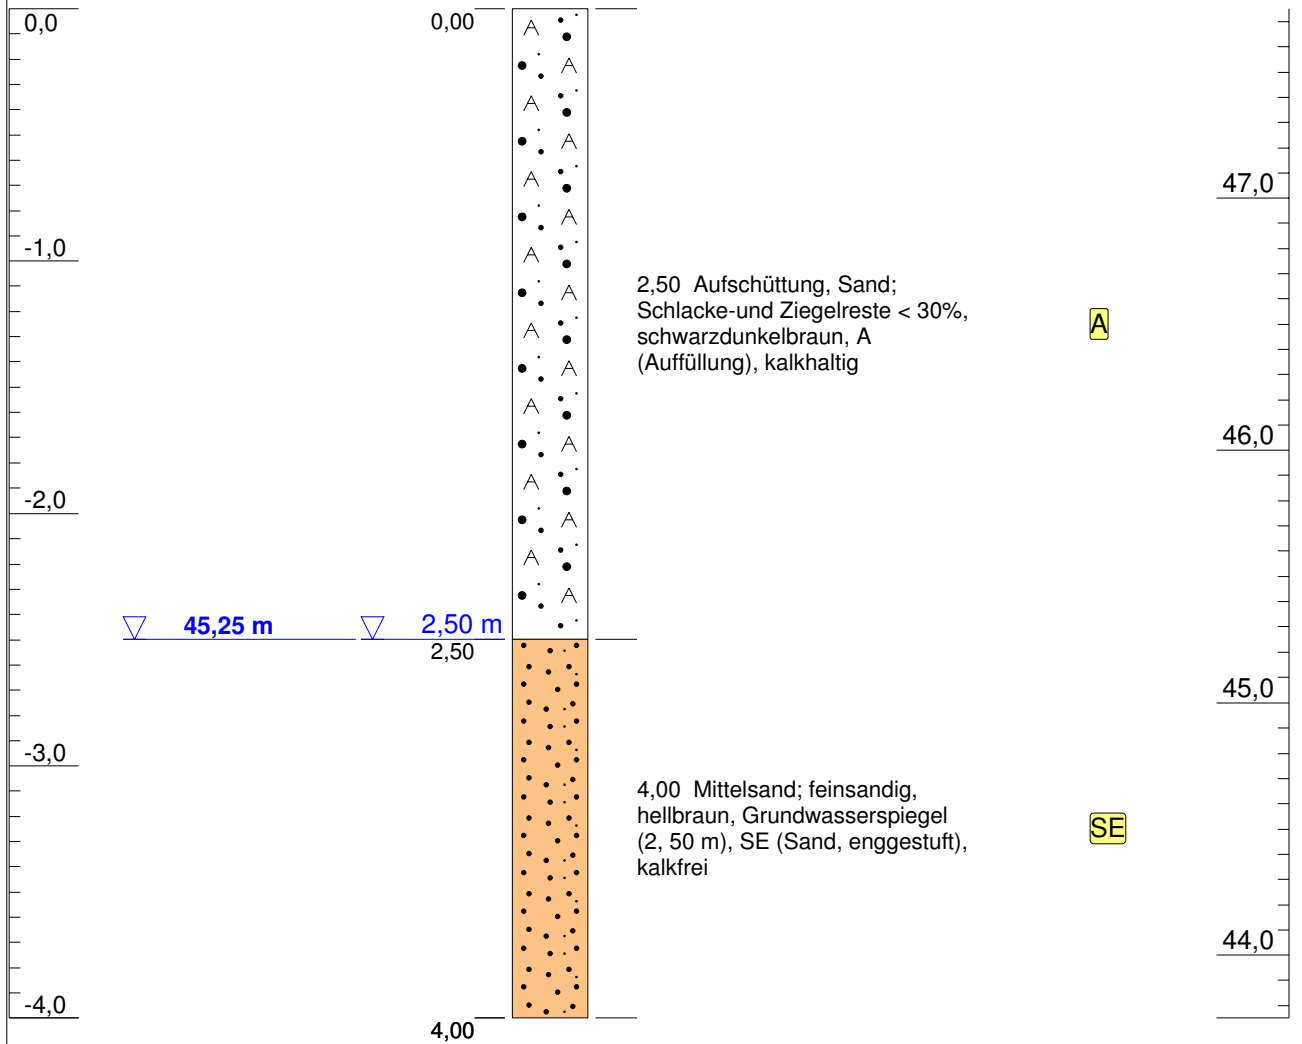 0,0
0,00
47,0
-1,0
2,50 Aufschüttung, Sand;
Schlacke-und Ziegelreste < 30%,
schwarzdunkelbraun, A
(Auffüllung), kalkhaltig
A
46,0
-2,0
45,25 m
2,50 m
2,50
45,0
-3,0
4,00 Mittelsand; feinsandig,
hellbraun, Grundwasserspiegel
(2, 50 m), SE (Sand, enggestuft),
kalkfrei
SE
44,0
-4,0
4,00